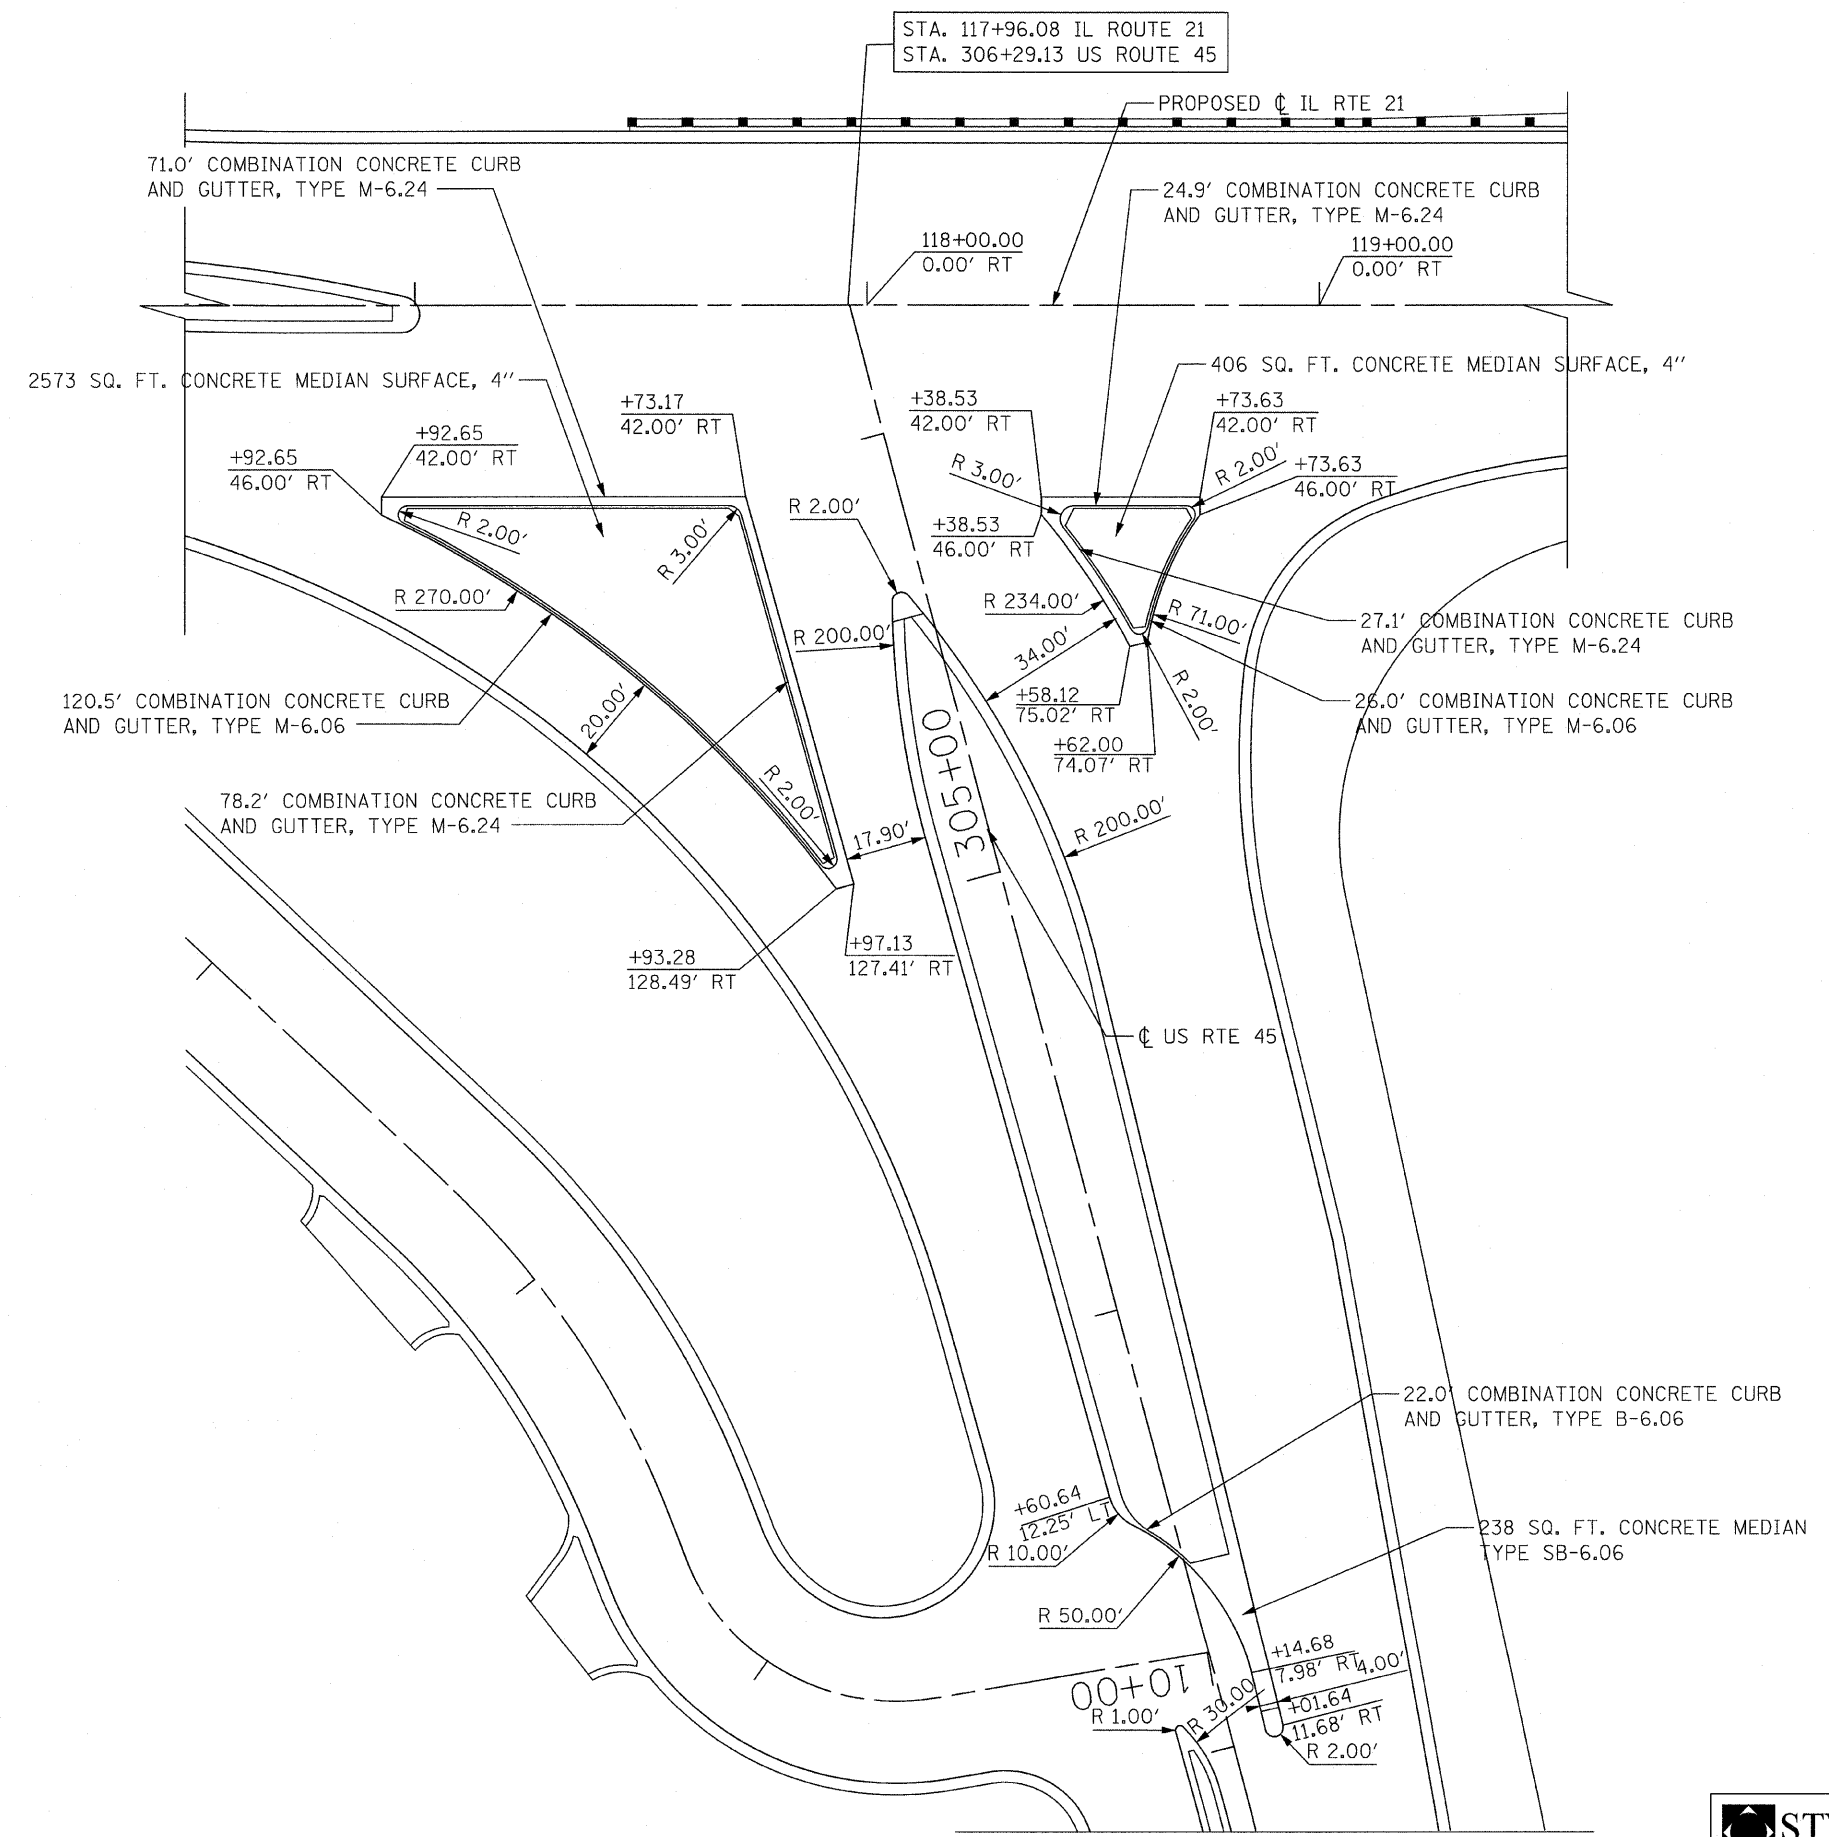 STA. 117+96.08 IL ROUTE 21
STA. 306+29.13 US ROUTE 45
PROPOSED ℄ IL RTE 21
71.0′ COMBINATION CONCRETE CURB
AND GUTTER, TYPE M-6.24
24.9′ COMBINATION CONCRETE CURB
AND GUTTER, TYPE M-6.24
118+00.00
0.00′ RT
119+00.00
0.00′ RT
2573 SQ. FT. CONCRETE MEDIAN SURFACE, 4′′
406 SQ. FT. CONCRETE MEDIAN SURFACE, 4′′
+73.17
42.00′ RT
+38.53
42.00′ RT
+73.63
42.00′ RT
+92.65
42.00′ RT
+92.65
46.00′ RT
R 3.00′
R 2.00′
+73.63
46.00′ RT
R 2.00′
R 3.00′
R 2.00′
+38.53
46.00′ RT
R 270.00′
R 234.00′
R 71.00′
27.1′ COMBINATION CONCRETE CURB
AND GUTTER, TYPE M-6.24
R 200.00′
34.00′
R 2.00′
120.5′ COMBINATION CONCRETE CURB
AND GUTTER, TYPE M-6.06
20.00′
+58.12
75.02′ RT
26.0′ COMBINATION CONCRETE CURB
AND GUTTER, TYPE M-6.06
+62.00
74.07′ RT
305+00
R 2.00′
78.2′ COMBINATION CONCRETE CURB
AND GUTTER, TYPE M-6.24
17.90′
R 200.00′
+93.28
128.49′ RT
+97.13
127.41′ RT
℄ US RTE 45
22.0′ COMBINATION CONCRETE CURB
AND GUTTER, TYPE B-6.06
+60.64
12.25′ LT
R 10.00′
238 SQ. FT. CONCRETE MEDIAN
TYPE SB-6.06
R 50.00′
+14.68
7.98′ RT
4.00′
10+00
R 1.00′
R 30.00′
+01.64
11.68′ RT
R 2.00′